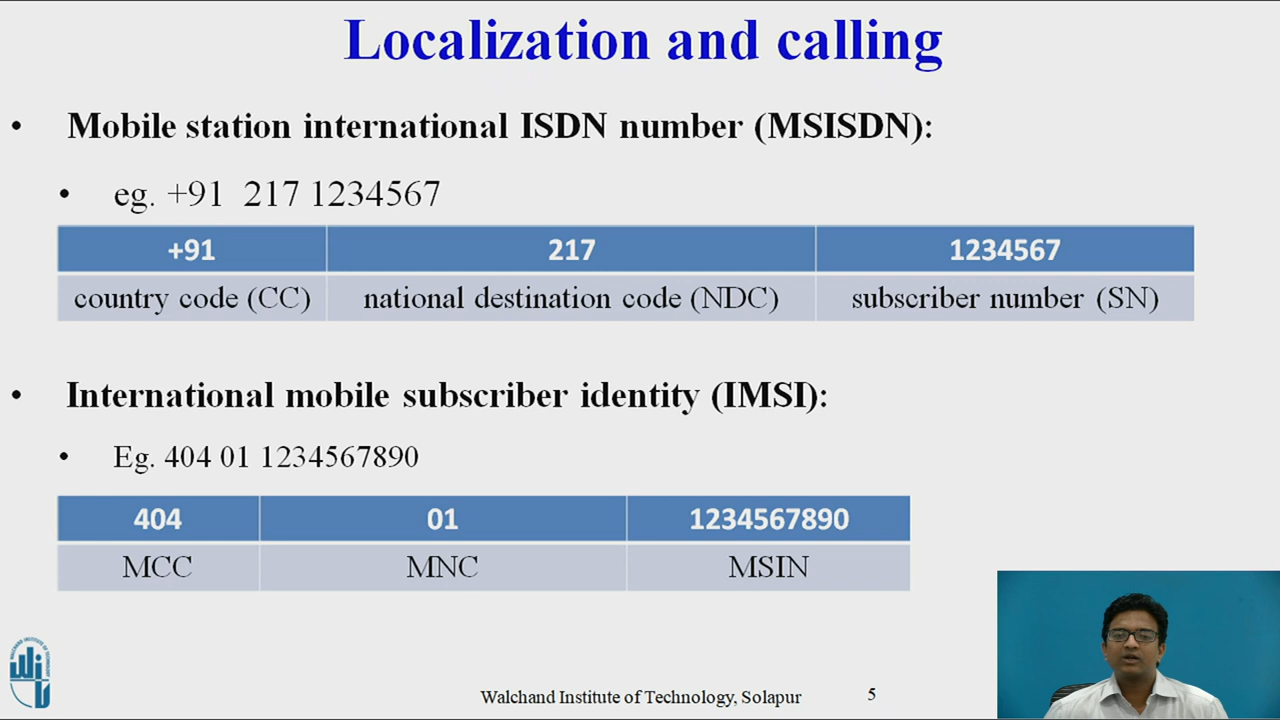 Localization and calling
• Mobile station international ISDN number (MSISDN):
• eg. +91 217 1234567
+91 217 1234567
country code (CC) national destination code (NDC) subscriber number (SN)
• International mobile subscriber identity (IMSI):
• Eg. 404 01 1234567890
404 01 1234567890
MCC MNC MSIN
Walchand Institute of Technology, Solapur 5